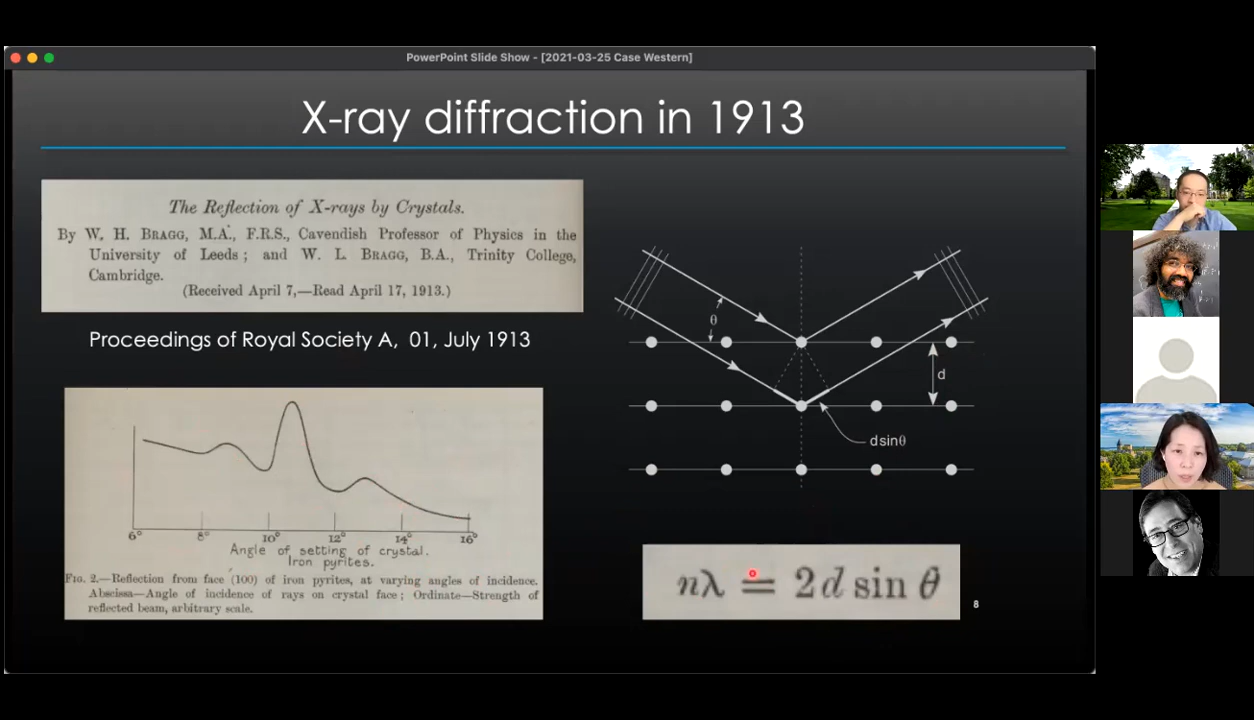 PowerPoint Slide Show - [2021-03-25 Case Western]
X-ray diffraction in 1913
The Reflection of X-rays by Crystals.
By W. H. BRAGG, M.A., F.R.S., Cavendish Professor of Physics in the
University of Leeds; and W. L. BRAGG, B.A., Trinity College,
Cambridge.
(Received April 7,—Read April 17, 1913.)
Proceedings of Royal Society A, 01, July 1913
6° 8° 10° 12° 14° 16°
Angle of setting of crystal.
Iron pyrites.
FIG. 2.—Reflection from face (100) of iron pyrites, at varying angles of incidence.
Abscissa—Angle of incidence of rays on crystal face; Ordinate—Strength of
reflected beam, arbitrary scale.
θ
d
dsinθ
nλ = 2d sin θ
8